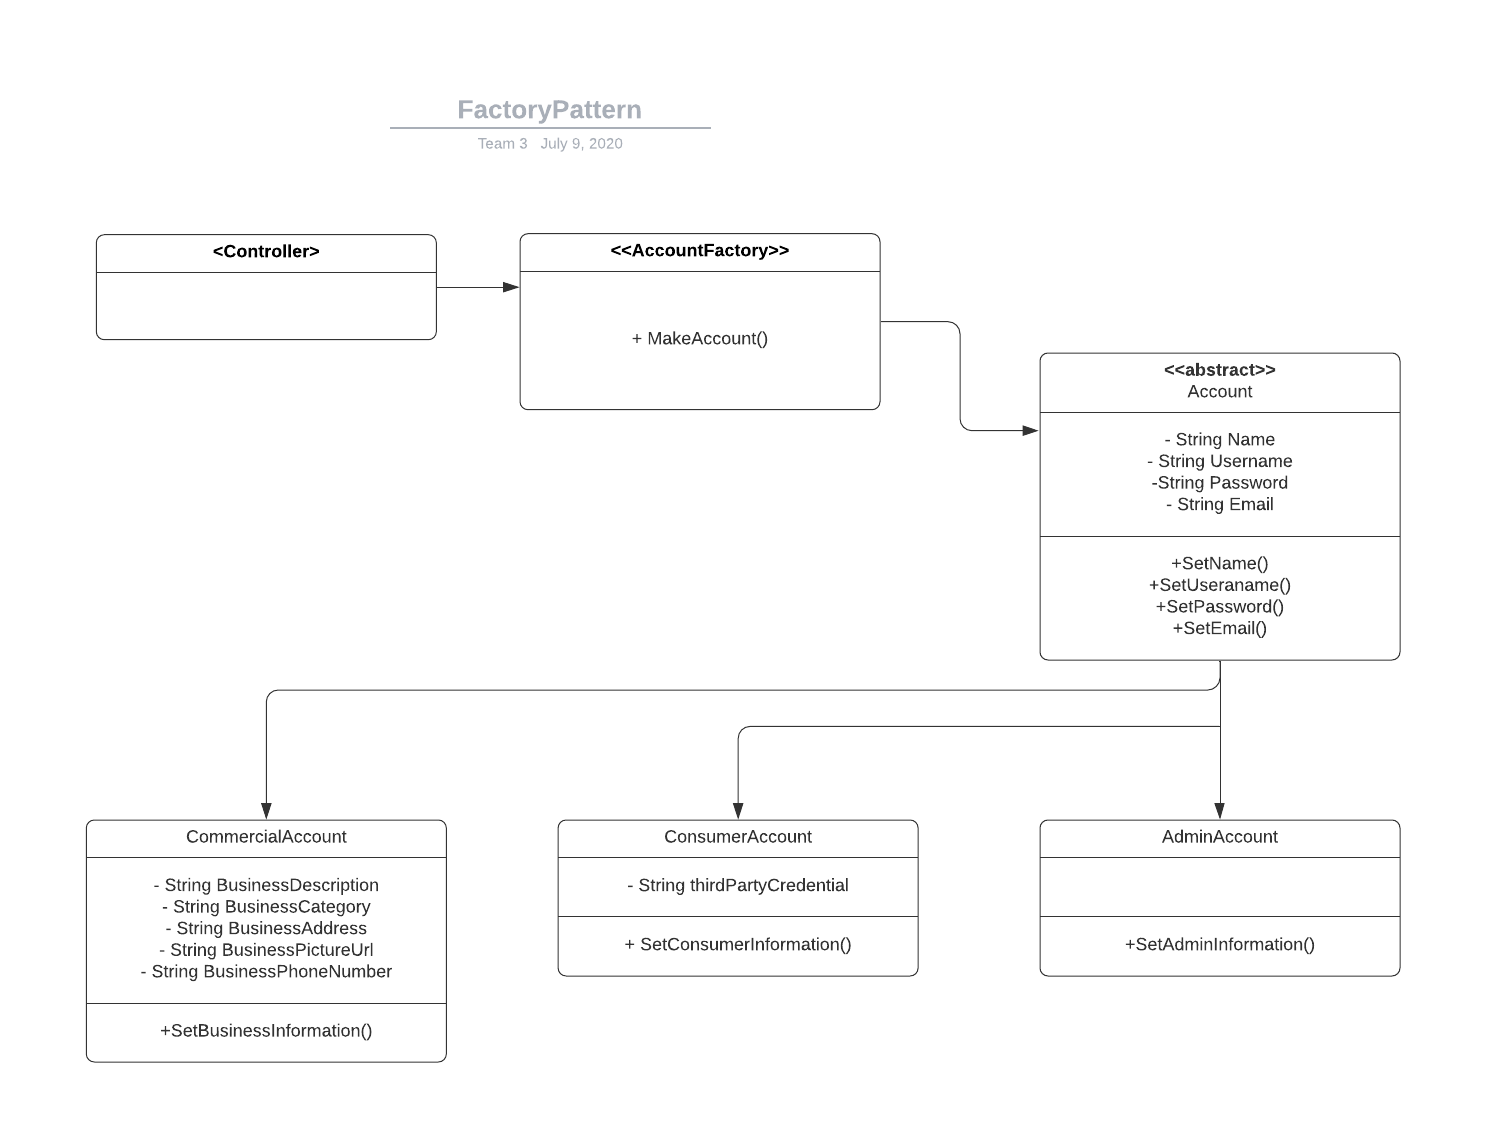 FactoryPattern
Team 3   July 9, 2020
<Controller>
<<AccountFactory>>
+ MakeAccount()
<<abstract>>
Account
- String Name
- String Username
-String Password
- String Email
+SetName()
+SetUseraname()
+SetPassword()
+SetEmail()
CommercialAccount
- String BusinessDescription
- String BusinessCategory
- String BusinessAddress
- String BusinessPictureUrl
- String BusinessPhoneNumber
+SetBusinessInformation()
ConsumerAccount
- String thirdPartyCredential
+ SetConsumerInformation()
AdminAccount
+SetAdminInformation()